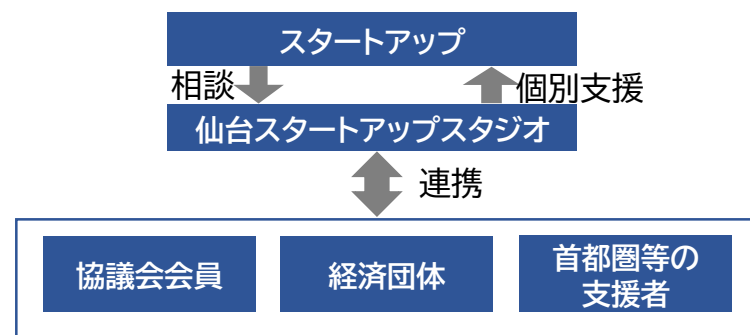 スタートアップ
相談
個別支援
仙台スタートアップスタジオ
連携
協議会会員
経済団体
首都圏等の
支援者